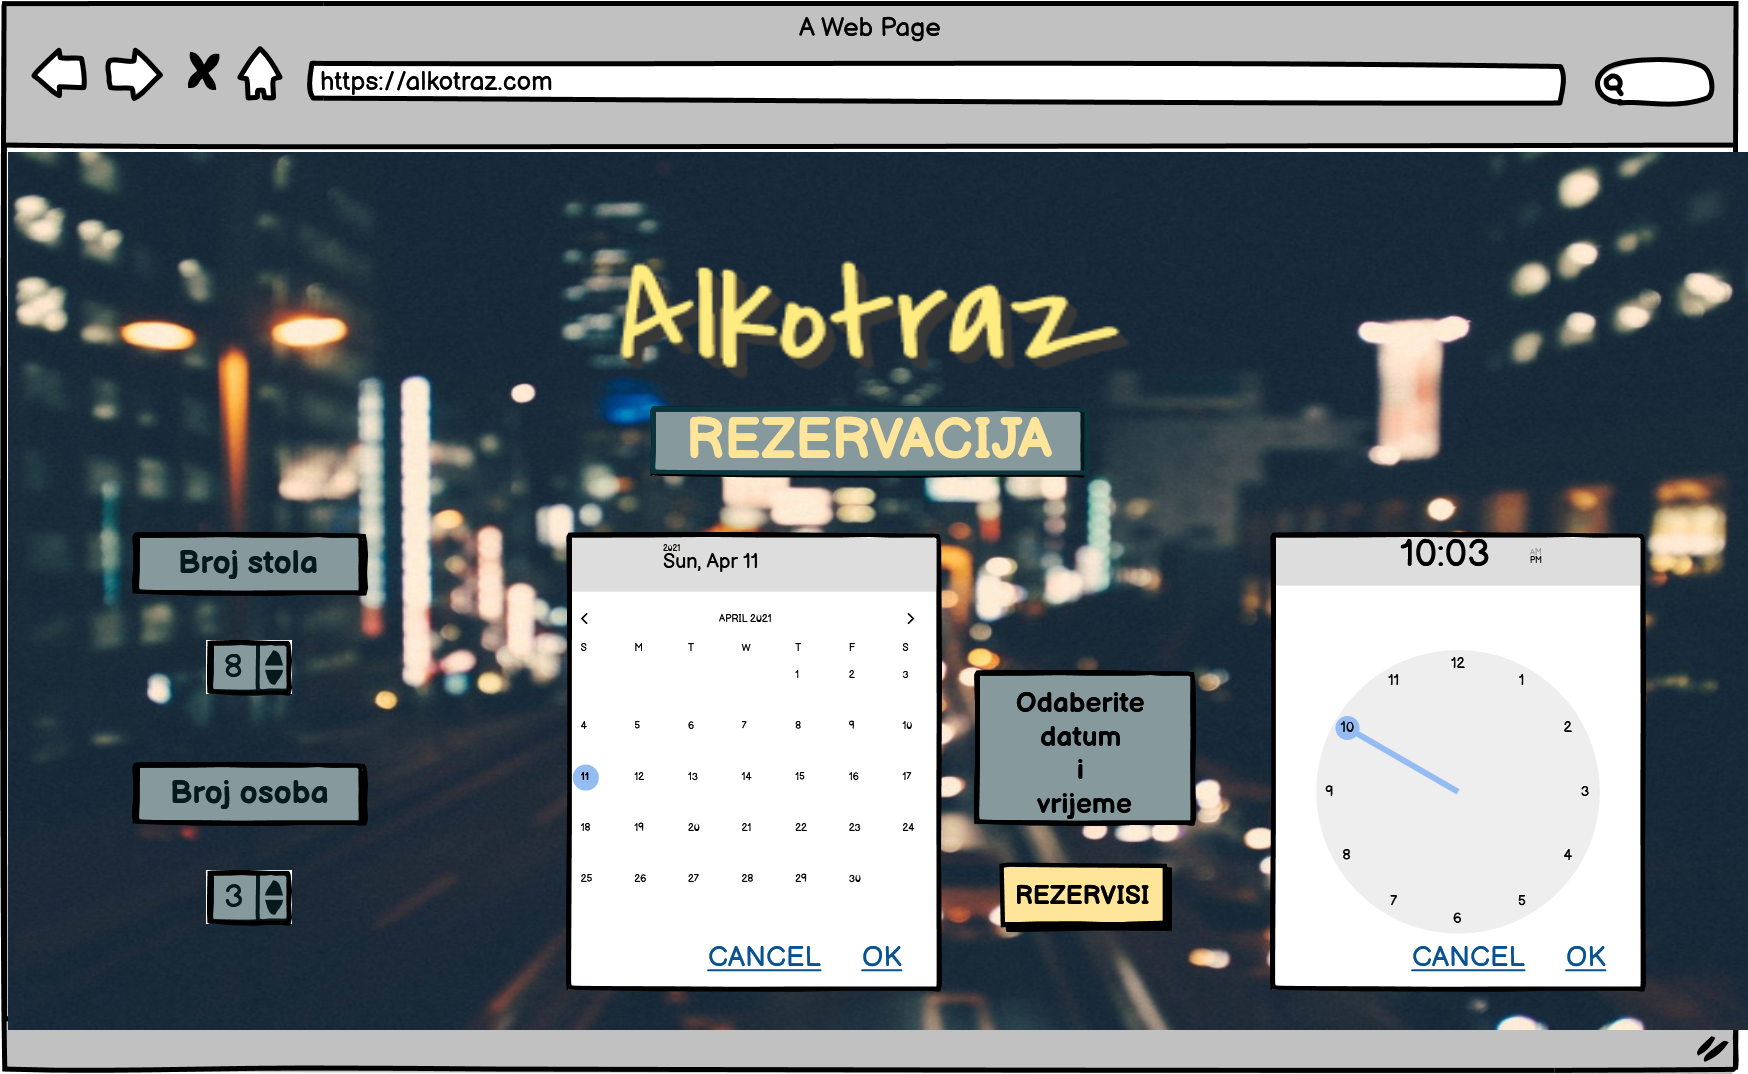 A Web Page
https://alkotraz.com
Alkotraz
REZERVACIJA
Broj stola
8
Broj osoba
3
2021
Sun, Apr 11
APRIL 2021
S M T W T F S
1 2 3
4 5 6 7 8 9 10
11 12 13 14 15 16 17
18 19 20 21 22 23 24
25 26 27 28 29 30
CANCEL OK
Odaberite
datum
i
vrijeme
REZERVISI
10:03
AM
PM
12
11 1
10 2
9 3
8 4
7 5
6
CANCEL OK